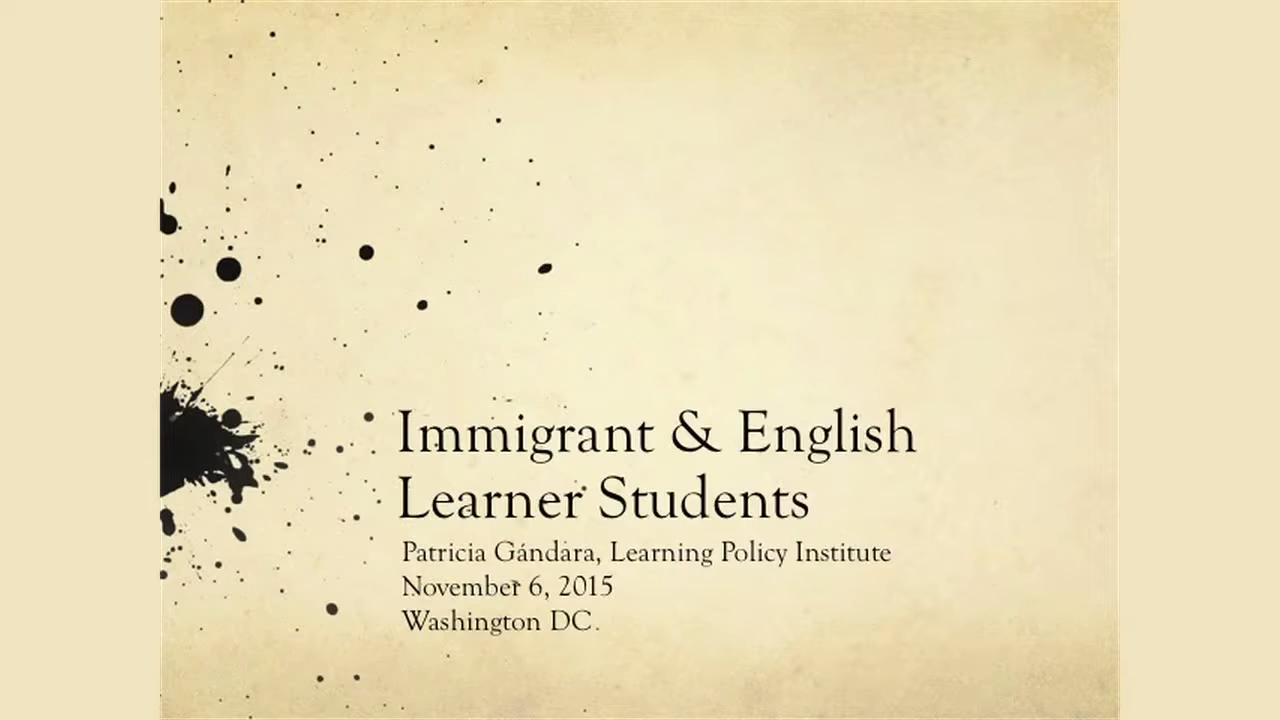 Immigrant & English
Learner Students
Patricia Gándara, Learning Policy Institute
November 6, 2015
Washington DC.